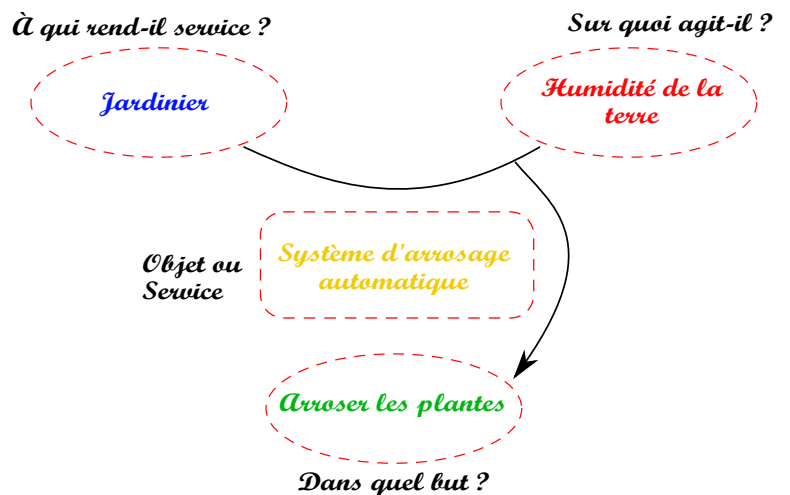 À qui rend-il service ?
Sur quoi agit-il ?
Jardinier
Humidité de la
terre
Objet ou
Service
Système d'arrosage
automatique
Arroser les plantes
Dans quel but ?